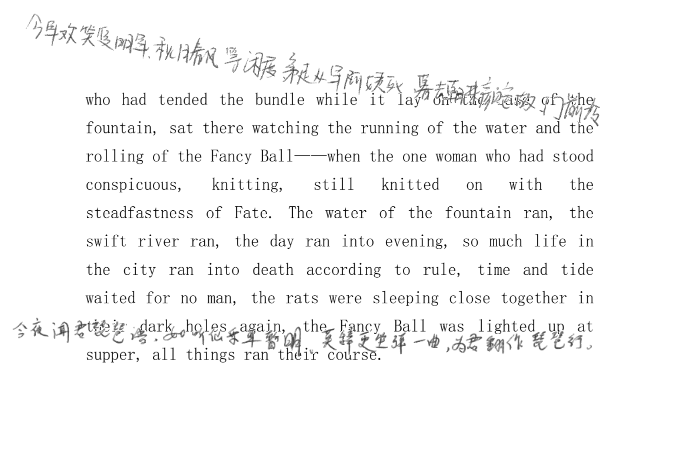 今年欢笑复明年,秋月春风等闲度 弟走从军阿姨死 暮去朝来颜色故,门前冷
who had tended the bundle while it lay on the base of the
fountain, sat there watching the running of the water and the
rolling of the Fancy Ball——when the one woman who had stood
conspicuous, knitting, still knitted on with the
steadfastness of Fate. The water of the fountain ran, the
swift river ran, the day ran into evening, so much life in
the city ran into death according to rule, time and tide
waited for no man, the rats were sleeping close together in
their dark holes again, the Fancy Ball was lighted up at
今夜闻君琵琶语,如听仙乐耳暂明。莫辞更坐弹一曲,为君翻作琵琶行。
supper, all things ran their course.